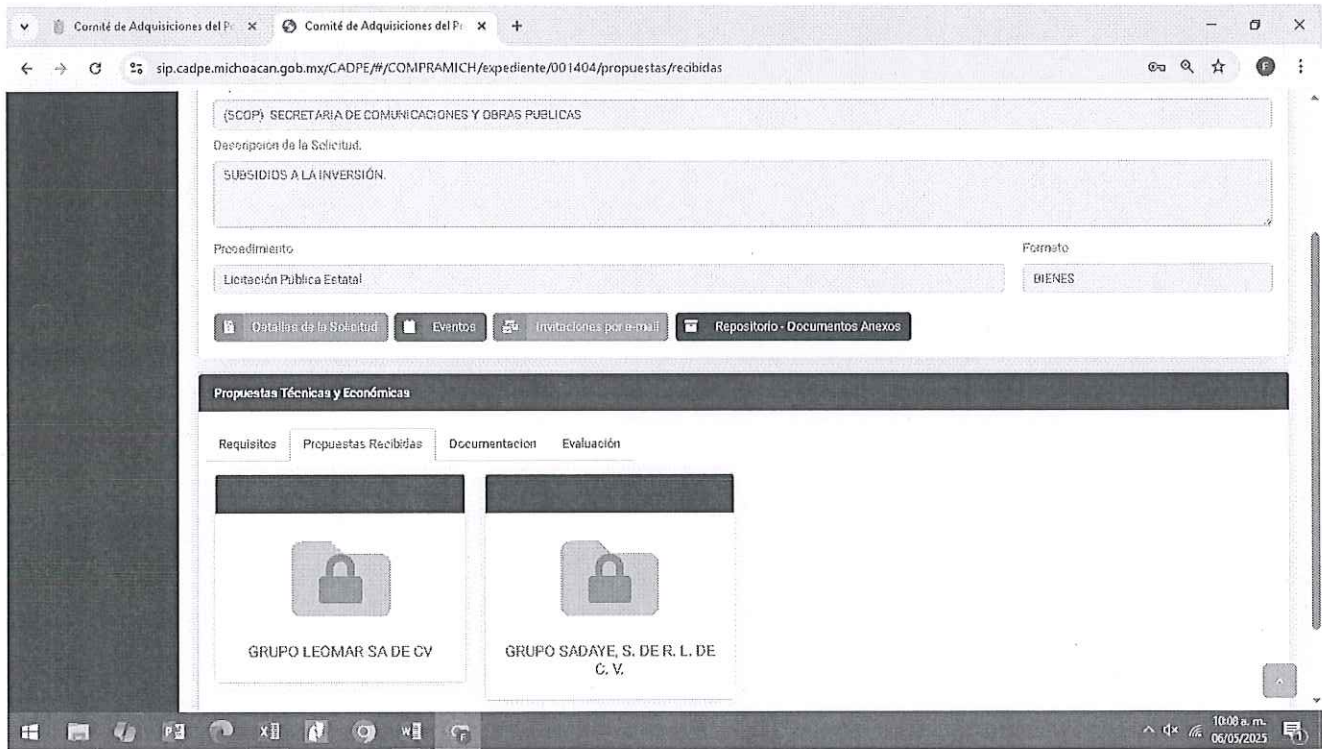 Comité de Adquisiciones del P
Comité de Adquisiciones del P
sip.cadpe.michoacan.gob.mx/CADPE/#/COMPRAMICH/expediente/001404/propuestas/recibidas
(SCOP) SECRETARIA DE COMUNICACIONES Y OBRAS PUBLICAS
Descripcion de la Solicitud.
SUBSIDIOS A LA INVERSIÓN.
Procedimiento
Formato
Licitación Pública Estatal
BIENES
Detalles de la Solicitud
Eventos
Invitaciones por e-mail
Repositorio - Documentos Anexos
Propuestas Técnicas y Económicas
Requisitos
Propuestas Recibidas
Documentacion
Evaluación
GRUPO LEOMAR SA DE CV
GRUPO SADAYE, S. DE R. L. DE
C. V.
10:08 a. m.
06/05/2025